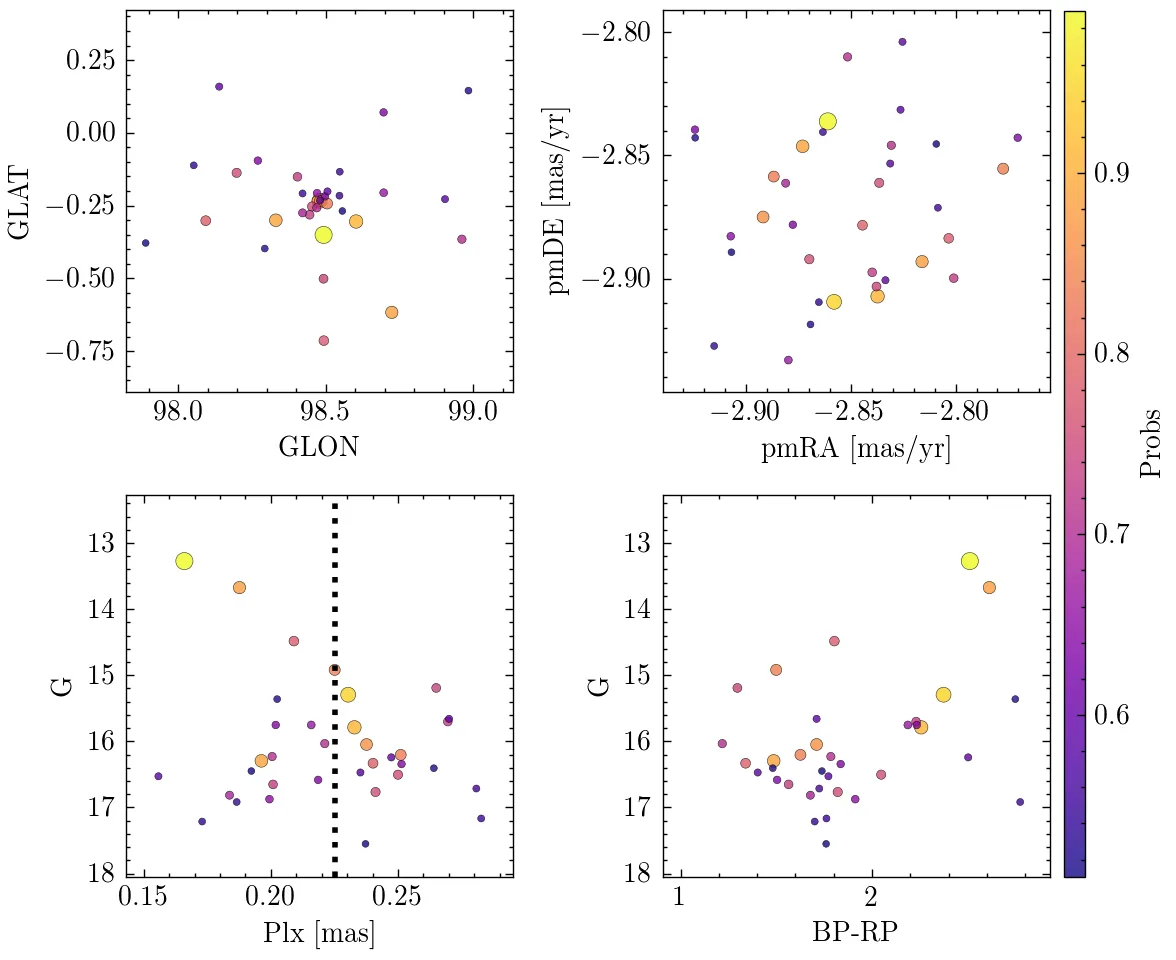 0.25
0.00
−0.25
−0.50
−0.75
GLAT
98.0 98.5 99.0
GLON
−2.80
−2.85
−2.90
pmDE [mas/yr]
−2.90 −2.85 −2.80
pmRA [mas/yr]
0.9
0.8
0.7
0.6
Probs
13
14
15
16
17
18
G
0.15 0.20 0.25
Plx [mas]
13
14
15
16
17
18
G
1 2
BP-RP